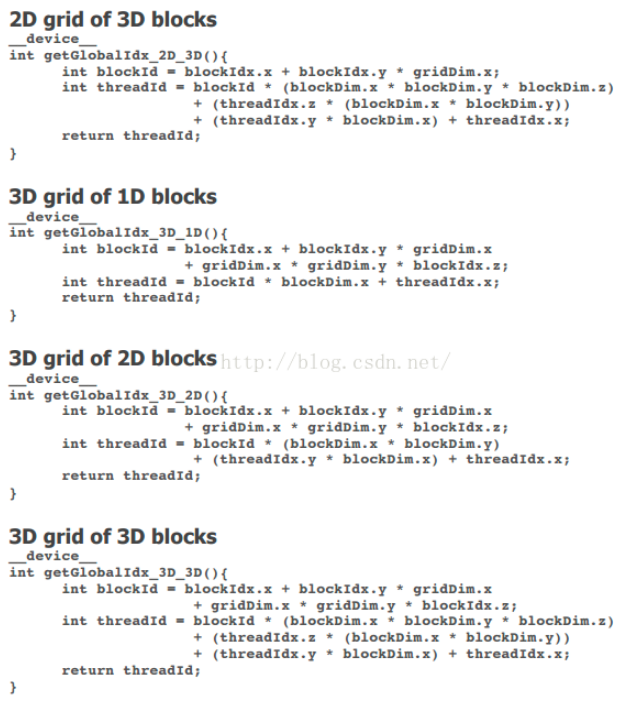 2D grid of 3D blocks
__device__
int getGlobalIdx_2D_3D(){
int blockId = blockIdx.x + blockIdx.y * gridDim.x;
int threadId = blockId * (blockDim.x * blockDim.y * blockDim.z)
+ (threadIdx.z * (blockDim.x * blockDim.y))
+ (threadIdx.y * blockDim.x) + threadIdx.x;
return threadId;
}
3D grid of 1D blocks
__device__
int getGlobalIdx_3D_1D(){
int blockId = blockIdx.x + blockIdx.y * gridDim.x
+ gridDim.x * gridDim.y * blockIdx.z;
int threadId = blockId * blockDim.x + threadIdx.x;
return threadId;
}
3D grid of 2D blocks http://blog.csdn.net/
__device__
int getGlobalIdx_3D_2D(){
int blockId = blockIdx.x + blockIdx.y * gridDim.x
+ gridDim.x * gridDim.y * blockIdx.z;
int threadId = blockId * (blockDim.x * blockDim.y)
+ (threadIdx.y * blockDim.x) + threadIdx.x;
return threadId;
}
3D grid of 3D blocks
__device__
int getGlobalIdx_3D_3D(){
int blockId = blockIdx.x + blockIdx.y * gridDim.x
+ gridDim.x * gridDim.y * blockIdx.z;
int threadId = blockId * (blockDim.x * blockDim.y * blockDim.z)
+ (threadIdx.z * (blockDim.x * blockDim.y))
+ (threadIdx.y * blockDim.x) + threadIdx.x;
return threadId;
}